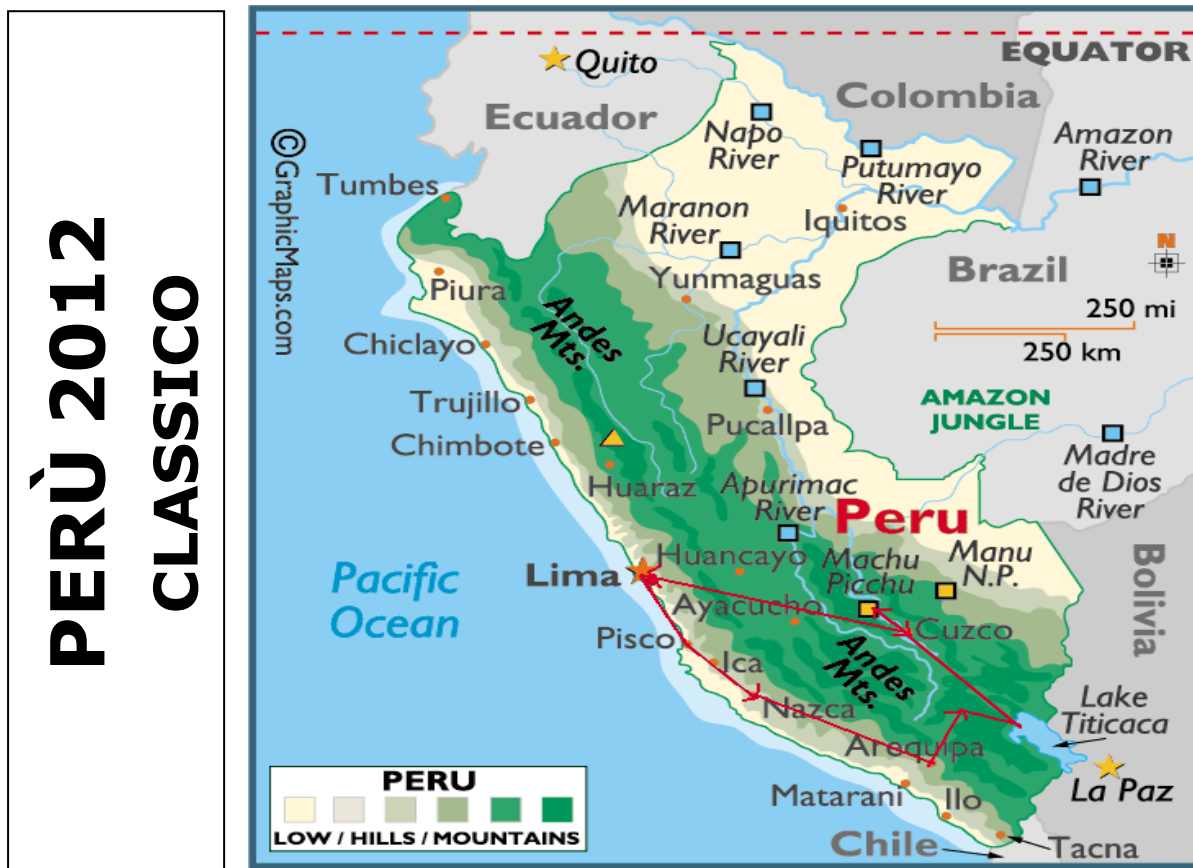 PERÙ 2012
CLASSICO
EQUATOR
Quito
Colombia
Ecuador
©GraphicMaps.com
Napo
River
Putumayo
River
Amazon
River
Tumbes
Maranon
River
Iquitos
N
Brazil
Yunmaguas
Piura
250 mi
250 km
Andes
Mts.
Chiclayo
Ucayali
River
AMAZON
JUNGLE
Trujillo
Pucallpa
Chimbote
Madre
de Dios
River
Huaraz
Apurimac
River
Peru
Huancayo
Machu
Picchu
Manu
N.P.
Bolivia
Lima
Pacific
Ocean
Ayacucho
Cuzco
Pisco
Ica
Andes
Mts.
Nazca
Lake
Titicaca
Arequipa
La Paz
Matarani
Ilo
Chile
Tacna
PERU
LOW / HILLS / MOUNTAINS